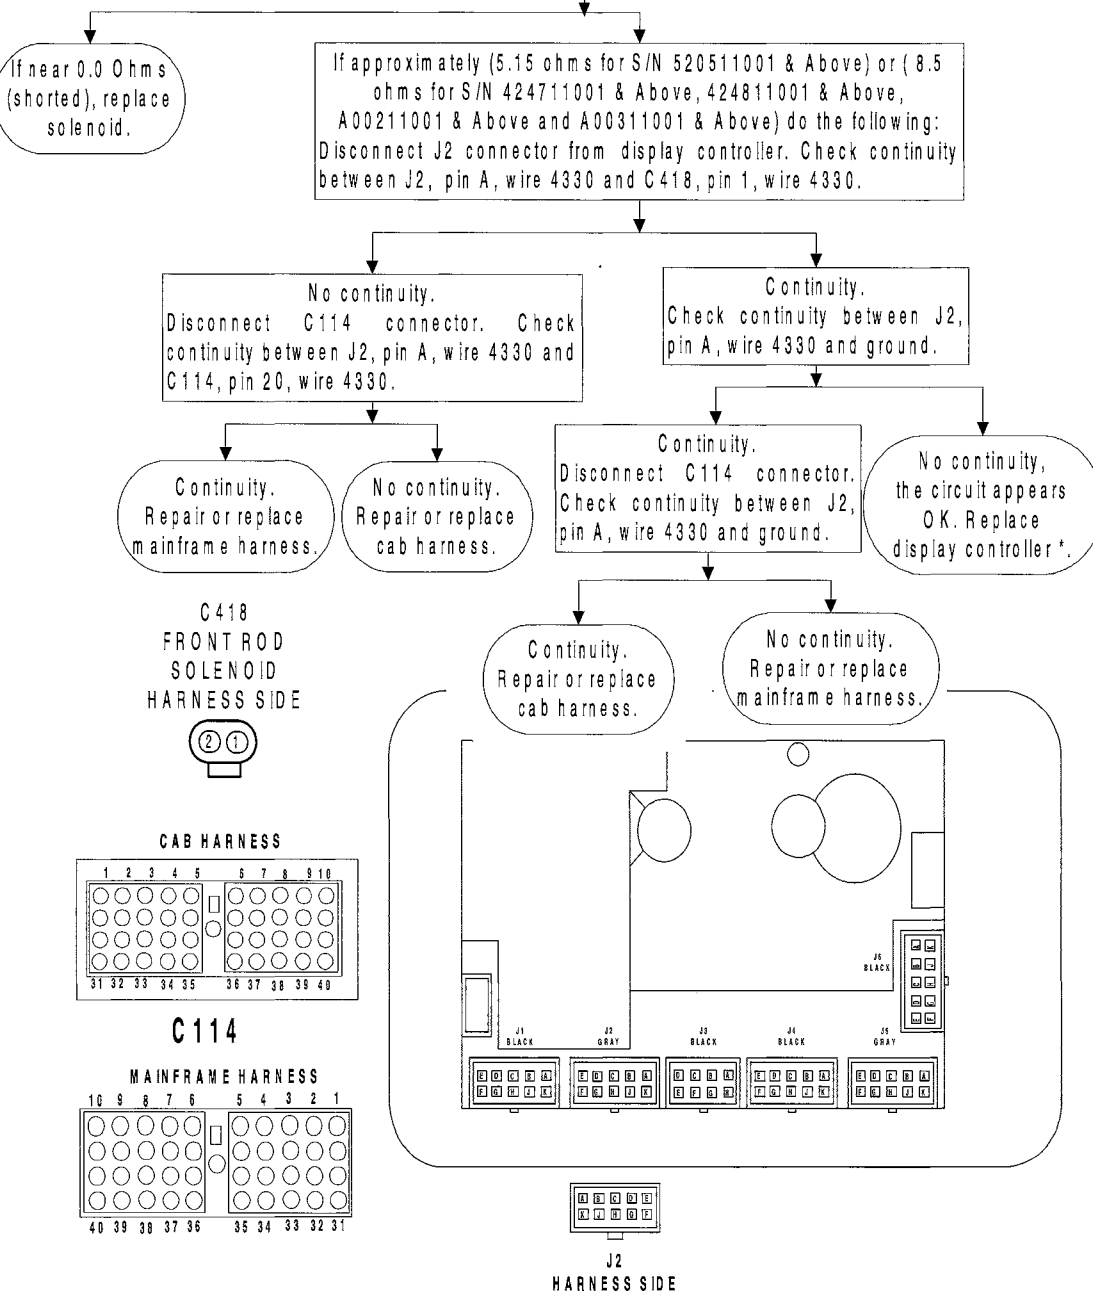 If near 0.0 Ohms
(shorted), replace
solenoid.
If approximately (5.15 ohms for S/N 520511001 & Above) or ( 8.5
ohms for S/N 424711001 & Above, 424811001 & Above,
A00211001 & Above and A00311001 & Above) do the following:
Disconnect J2 connector from display controller. Check continuity
between J2, pin A, wire 4330 and C418, pin 1, wire 4330.
No continuity.
Disconnect C114 connector. Check
continuity between J2, pin A, wire 4330 and
C114, pin 20, wire 4330.
Continuity.
Check continuity between J2,
pin A, wire 4330 and ground.
Continuity.
Repair or replace
mainframe harness.
No continuity.
Repair or replace
cab harness.
Continuity.
Disconnect C114 connector.
Check continuity between J2,
pin A, wire 4330 and ground.
No continuity,
the circuit appears
OK. Replace
display controller *.
Continuity.
Repair or replace
cab harness.
No continuity.
Repair or replace
mainframe harness.
C418
FRONT ROD
SOLENOID
HARNESS SIDE
2 1
CAB HARNESS
1 2 3 4 5 6 7 8 9 10
31 32 33 34 35 36 37 38 39 40
C114
MAINFRAME HARNESS
10 9 8 7 6 5 4 3 2 1
40 39 38 37 36 35 34 33 32 31
J6
BLACK
J1
BLACK
J2
GRAY
J3
BLACK
J4
BLACK
J5
GRAY
E D C B A
F G H J K
E D C B A
F G H J K
D C B A
E F G H
E D C B A
F G H J K
E D C B A
F G H J K
A B C D E
K J H G F
J2
HARNESS SIDE